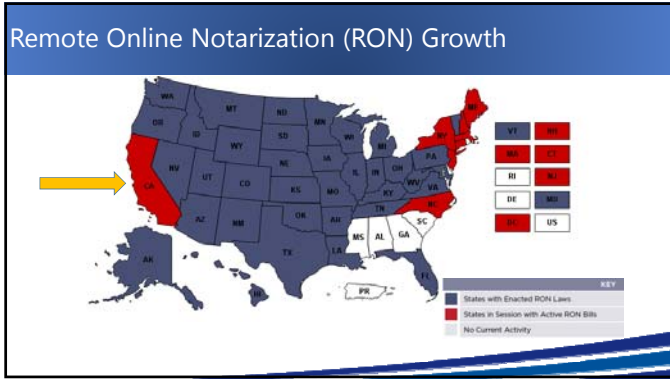 Remote Online Notarization (RON) Growth
WA
MT
ND
MN
OR
ID
SD
WI
MI
NY
ME
WY
IA
PA
NE
NV
IL
IN
OH
UT
CO
WV
VA
CA
KS
MO
KY
NC
TN
OK
AR
AZ
NM
SC
MS
AL
GA
TX
LA
AK
FL
HI
PR
VT
NH
MA
CT
RI
NJ
DE
MD
DC
US
KEY
States with Enacted RON Laws
States in Session with Active RON Bills
No Current Activity